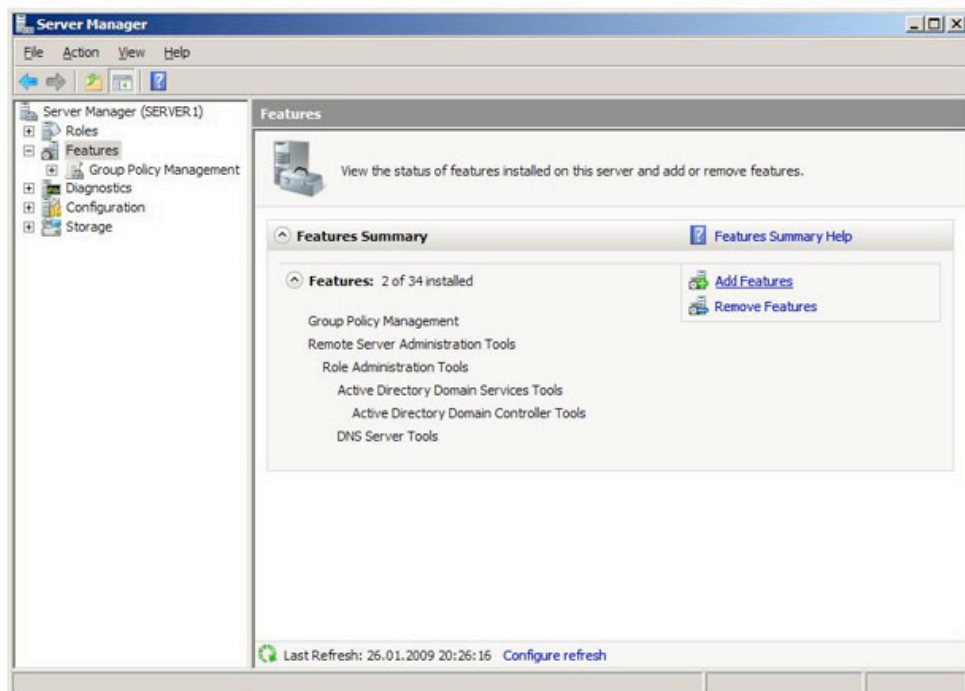 Server Manager
File Action View Help
Server Manager (SERVER1)
Roles
Features
Group Policy Management
Diagnostics
Configuration
Storage
Features
View the status of features installed on this server and add or remove features.
Features Summary
Features Summary Help
Features: 2 of 34 installed
Add Features
Remove Features
Group Policy Management
Remote Server Administration Tools
Role Administration Tools
Active Directory Domain Services Tools
Active Directory Domain Controller Tools
DNS Server Tools
Last Refresh: 26.01.2009 20:26:16 Configure refresh